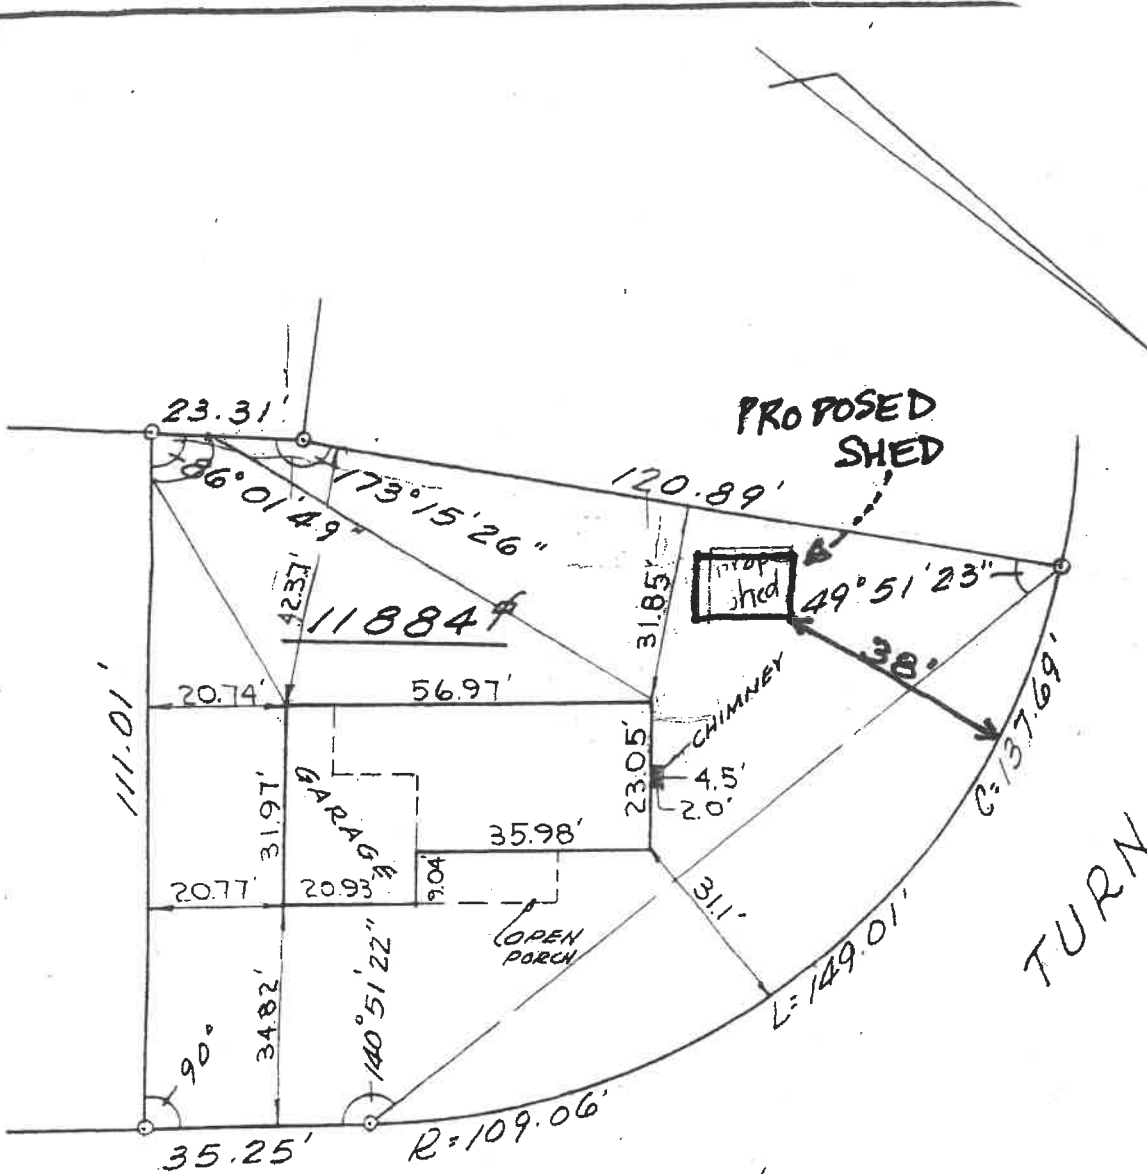 23.31'
PROPOSED
SHED
86°01'49"
173°15'26"
120.89'
prop
shed
49°51'23"
42.37'
11884
31.85'
38'
111.01'
20.74'
56.97'
CHIMNEY
C=137.69'
23.05'
4.5'
2.0'
GARAGE
31.97'
35.98'
20.77'
20.93'
9.04'
31.1'
OPEN
PORCH
TURN
L=149.01'
34.82'
140°51'22"
90°
35.25'
R=109.06'